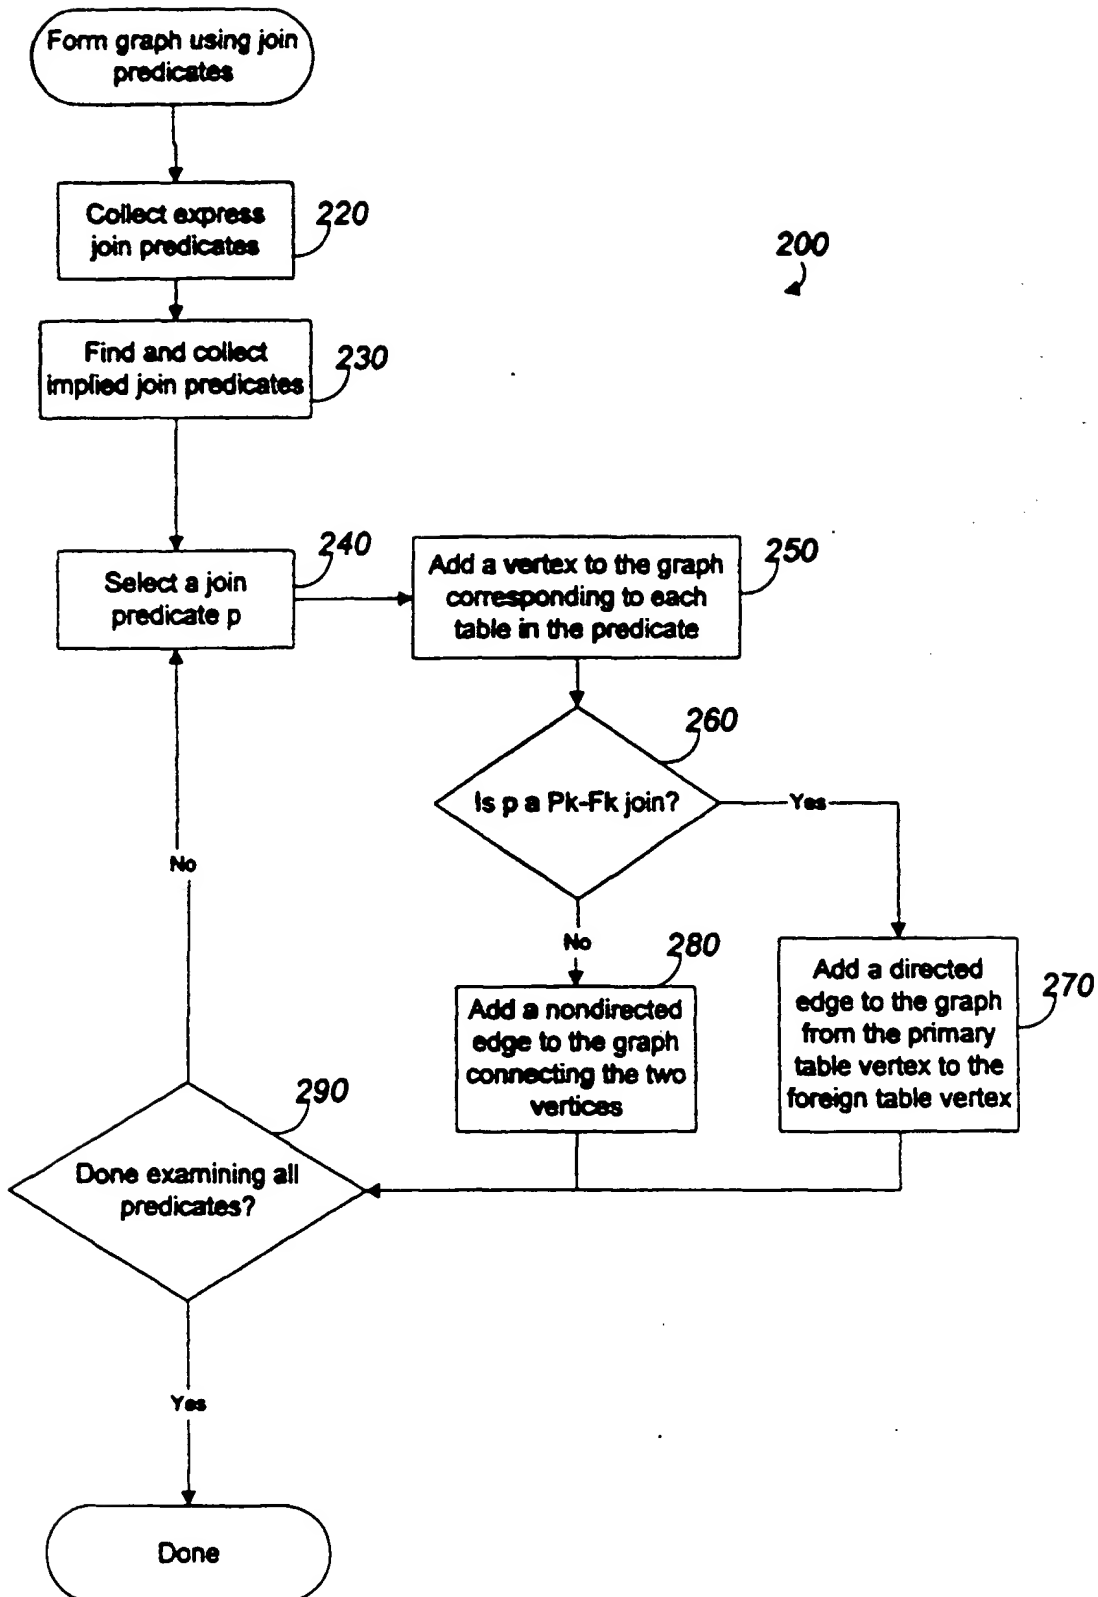 Form graph using join
predicates
Collect express
join predicates
220
200
Find and collect
implied join predicates
230
Select a join
predicate p
240
Add a vertex to the graph
corresponding to each
table in the predicate
250
Is p a Pk-Fk join?
260
Yes
No
No
Add a nondirected
edge to the graph
connecting the two
vertices
280
Add a directed
edge to the graph
from the primary
table vertex to the
foreign table vertex
270
Done examining all
predicates?
290
Yes
Done